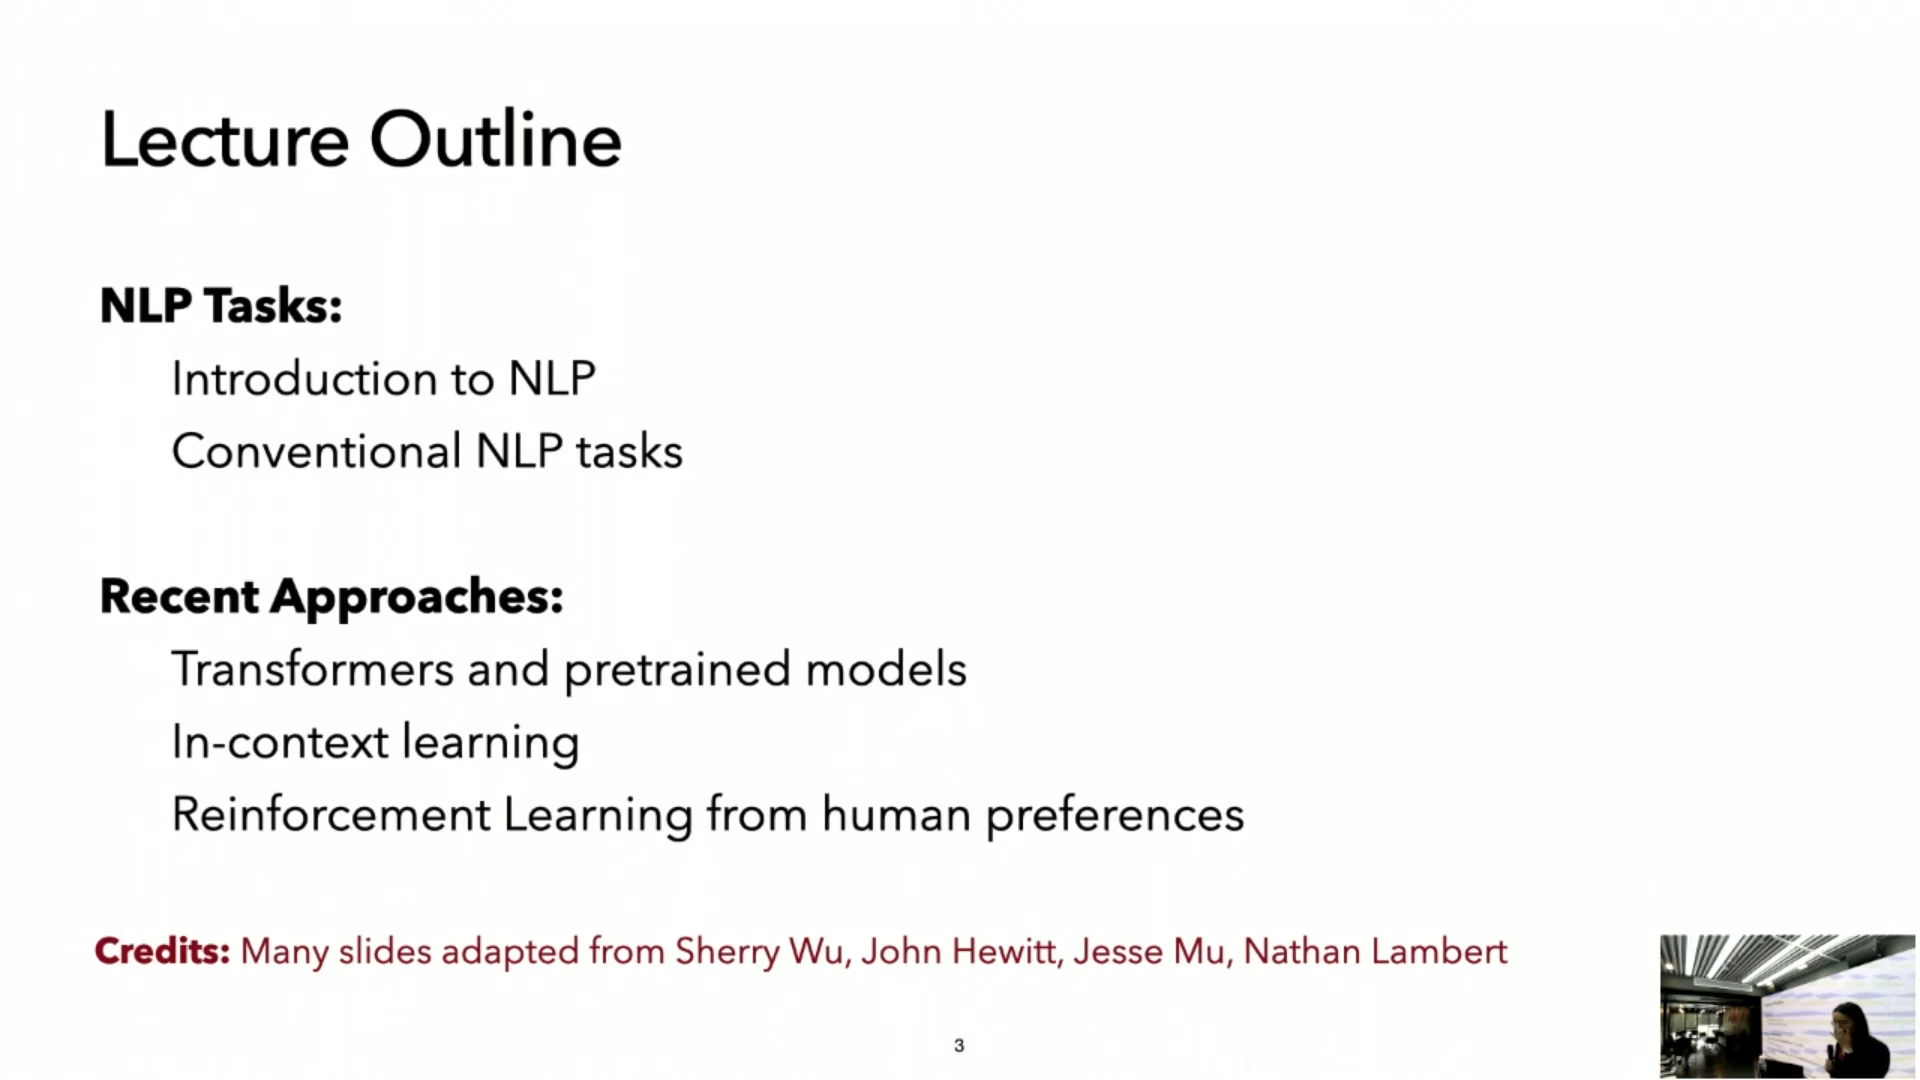 Lecture Outline
NLP Tasks:
Introduction to NLP
Conventional NLP tasks
Recent Approaches:
Transformers and pretrained models
In-context learning
Reinforcement Learning from human preferences
Credits: Many slides adapted from Sherry Wu, John Hewitt, Jesse Mu, Nathan Lambert
3